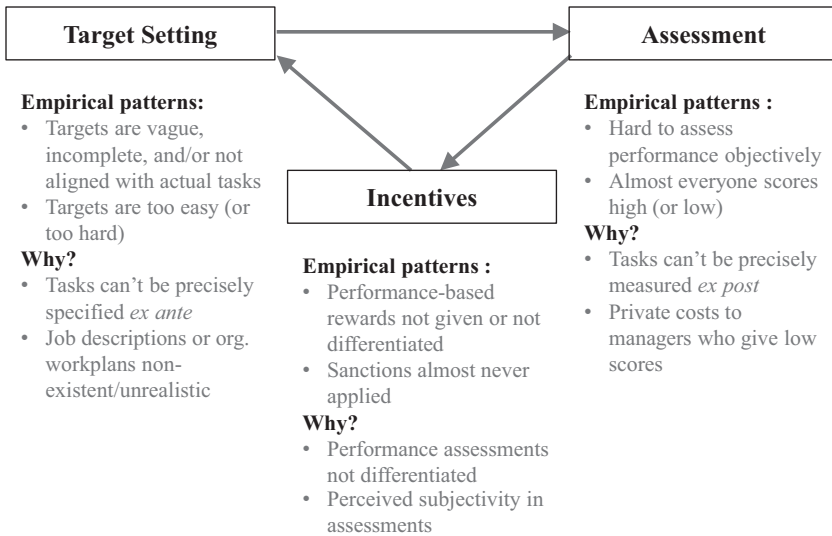 Target Setting
Empirical patterns:
• Targets are vague,
incomplete, and/or not
aligned with actual tasks
• Targets are too easy (or
too hard)
Why?
• Tasks can't be precisely
specified ex ante
• Job descriptions or org.
workplans non-
existent/unrealistic
Incentives
Empirical patterns :
• Performance-based
rewards not given or not
differentiated
• Sanctions almost never
applied
Why?
• Performance assessments
not differentiated
• Perceived subjectivity in
assessments
Assessment
Empirical patterns :
• Hard to assess
performance objectively
• Almost everyone scores
high (or low)
Why?
• Tasks can't be precisely
measured ex post
• Private costs to
managers who give low
scores